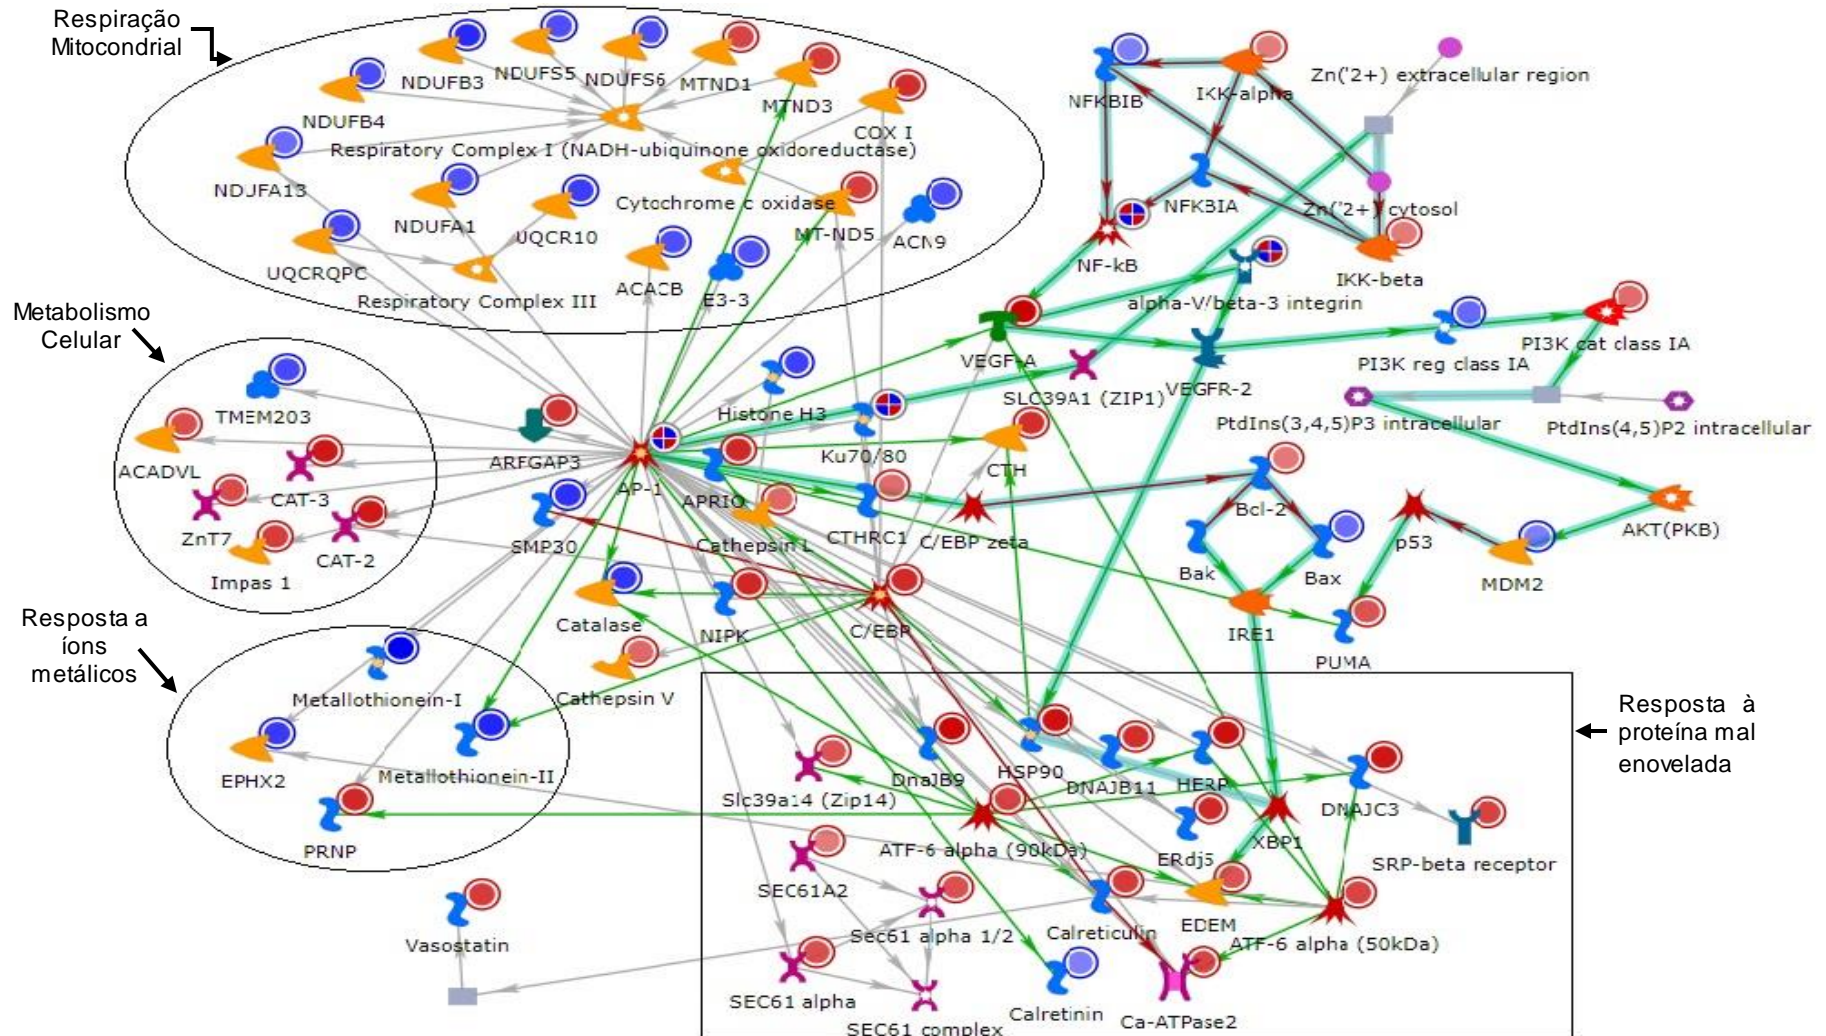 Respiração
Mitocondrial
NDUFB3
NDUFS5
NDUFS6
MTND1
MTND3
NDUFB4
COX I
Respiratory Complex I (NADH-ubiquinone oxidoreductase)
NDJFA13
NDUFA1
UQCR10
Cytochrome c oxidase
MT-ND5
ACN9
UQCRQPC
Respiratory Complex III
ACACB
E3-3
NFKBIB
IKK-alpha
Zn('2+) extracellular region
NFKBIA
Zn('2+) cytosol
NF-kB
IKK-beta
alpha-V/beta-3 integrin
Metabolismo
Celular
VEGF-A
SLC39A1 (ZIP1)
VEGFR-2
PI3K reg class IA
PI3K cat class IA
PtdIns(3,4,5)P3 intracellular
PtdIns(4,5)P2 intracellular
TMEM203
ACADVL
CAT-3
ZnT7
CAT-2
Impas 1
ARFGAP3
AP-1
Histone H3
Ku70/80
APRIO
CTH
SMP30
Cathepsin L
CTHRC1
C/EBP zeta
Bcl-2
Bak
Bax
p53
MDM2
AKT(PKB)
IRE1
PUMA
Catalase
NIPK
C/EBP
Cathepsin V
Resposta a
íons
metálicos
Metallothionein-I
Metallothionein-II
EPHX2
PRNP
Resposta à
proteína mal
enovelada
Slc39a14 (Zip14)
DnaJB9
HSP90
DNAJB11
HERP
DNAJC3
ATF-6 alpha (90kDa)
ERdj5
XBP1
SRP-beta receptor
SEC61A2
Sec61 alpha 1/2
Calreticulin
EDEM
ATF-6 alpha (50kDa)
Vasostatin
SEC61 alpha
SEC61 complex
Calretinin
Ca-ATPase2